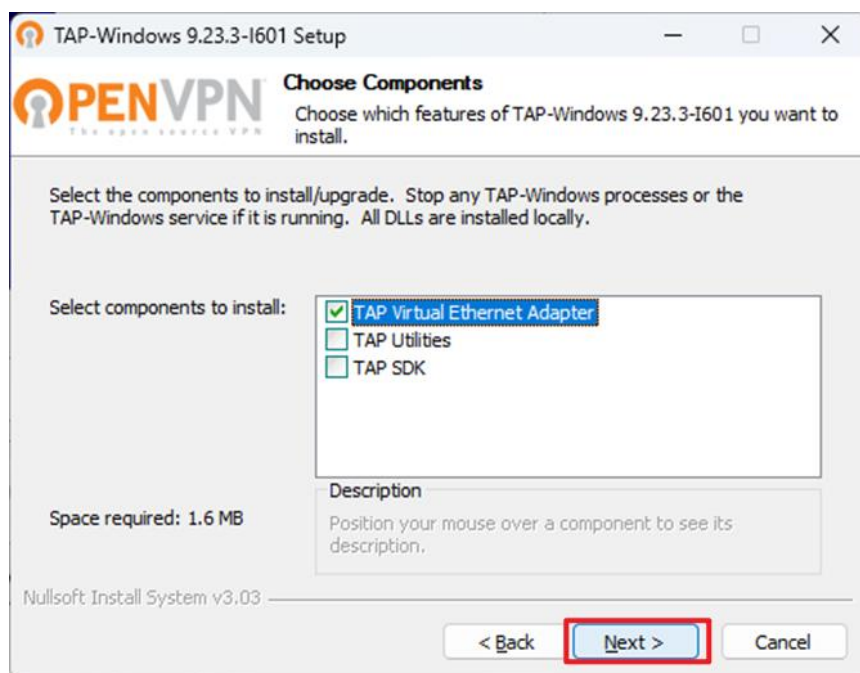 TAP-Windows 9.23.3-I601 Setup
OPENVPN
The open source VPN
Choose Components
Choose which features of TAP-Windows 9.23.3-I601 you want to
install.
Select the components to install/upgrade. Stop any TAP-Windows processes or the
TAP-Windows service if it is running. All DLLs are installed locally.
Select components to install:
TAP Virtual Ethernet Adapter
TAP Utilities
TAP SDK
Space required: 1.6 MB
Description
Position your mouse over a component to see its
description.
Nullsoft Install System v3.03
< Back
Next >
Cancel